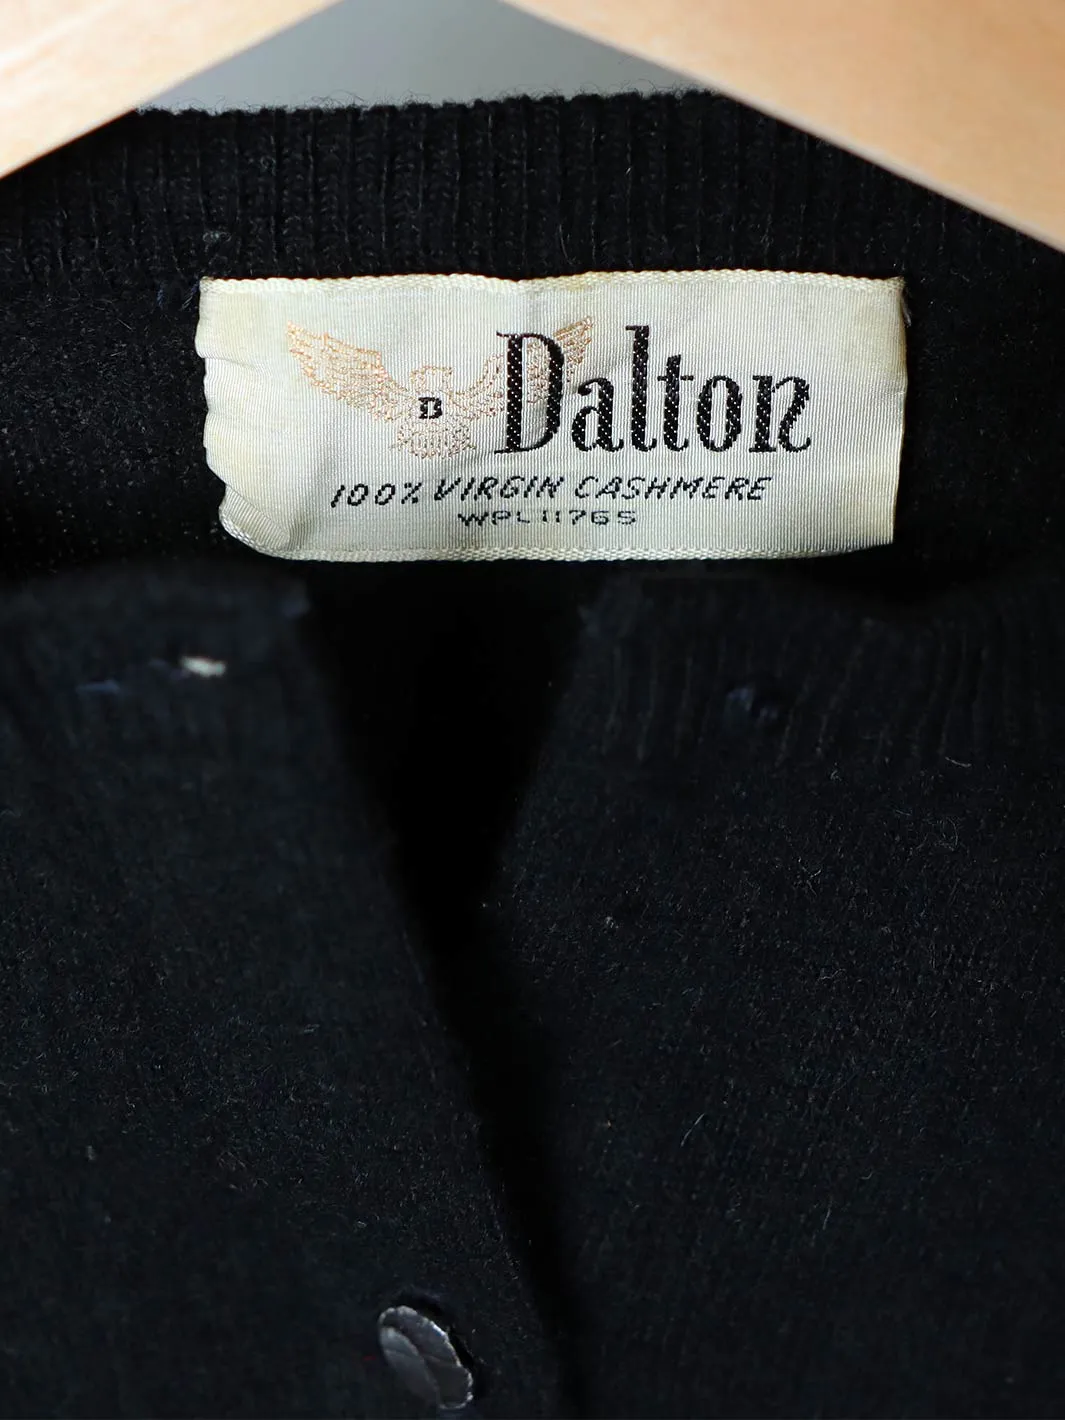 B
Dalton
100% VIRGIN CASHMERE
WPL 11765